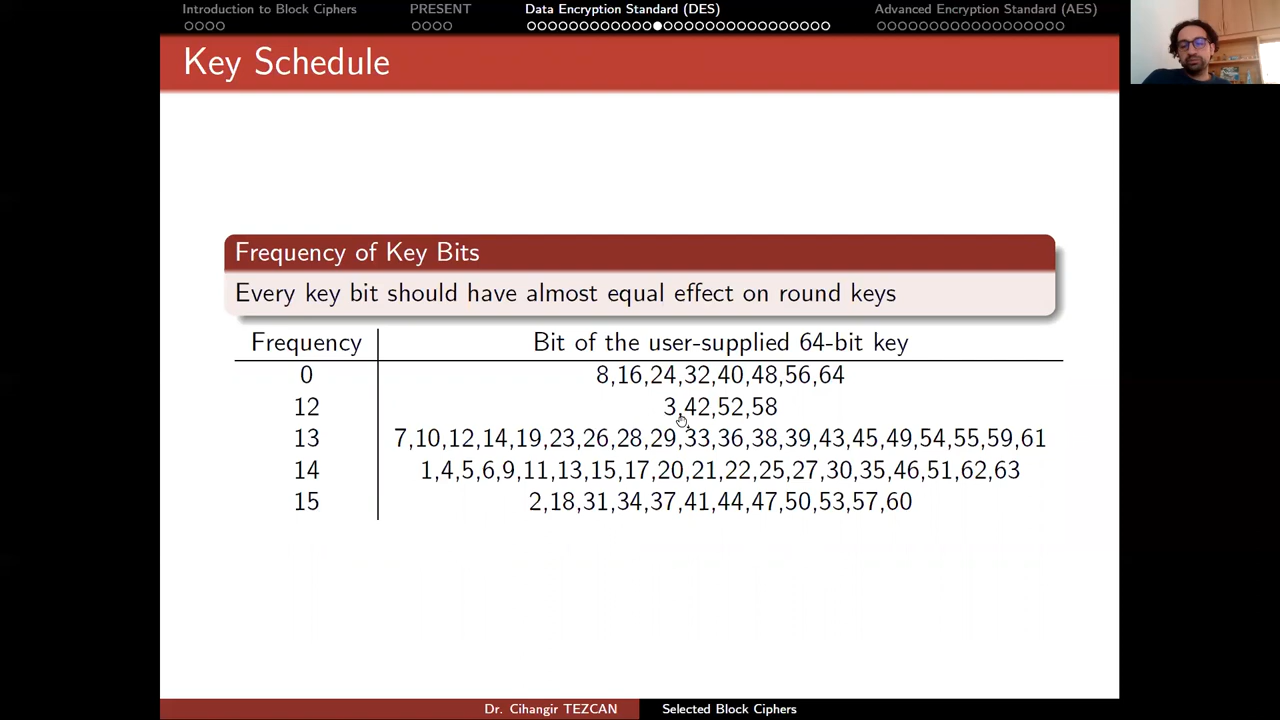 Introduction to Block Ciphers PRESENT Data Encryption Standard (DES) Advanced Encryption Standard (AES)
Key Schedule
Frequency of Key Bits
Every key bit should have almost equal effect on round keys
Frequency Bit of the user-supplied 64-bit key
0 8,16,24,32,40,48,56,64
12 3,42,52,58
13 7,10,12,14,19,23,26,28,29,33,36,38,39,43,45,49,54,55,59,61
14 1,4,5,6,9,11,13,15,17,20,21,22,25,27,30,35,46,51,62,63
15 2,18,31,34,37,41,44,47,50,53,57,60
Dr. Cihangir TEZCAN Selected Block Ciphers